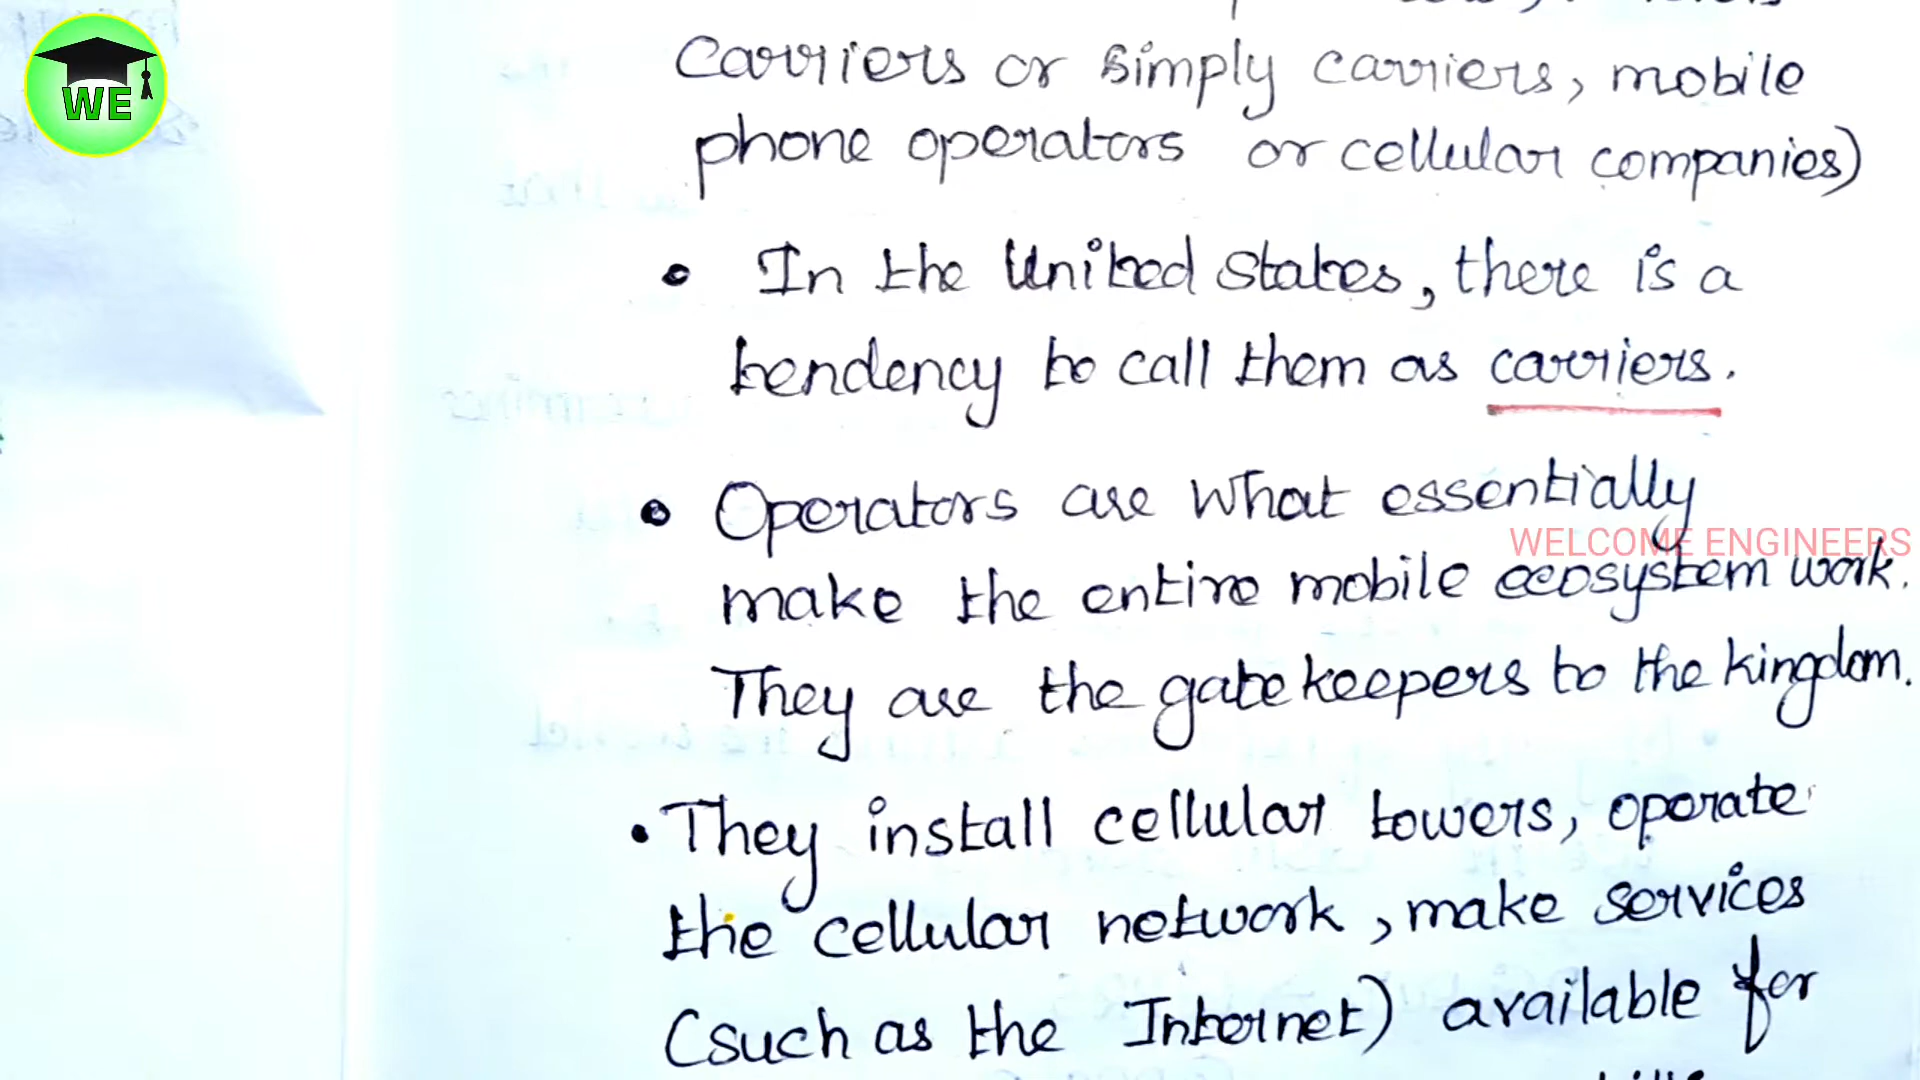 Carriers or simply carriers, mobile
phone operators or cellular companies)
• In the United States, there is a
tendency to call them as carriers.
• Operators are what essentially
make the entire mobile ecosystem work.
They are the gatekeepers to the kingdom.
• They install cellular towers, operate
the cellular network, make services
(such as the Internet) available for
WE
WELCOME ENGINEERS